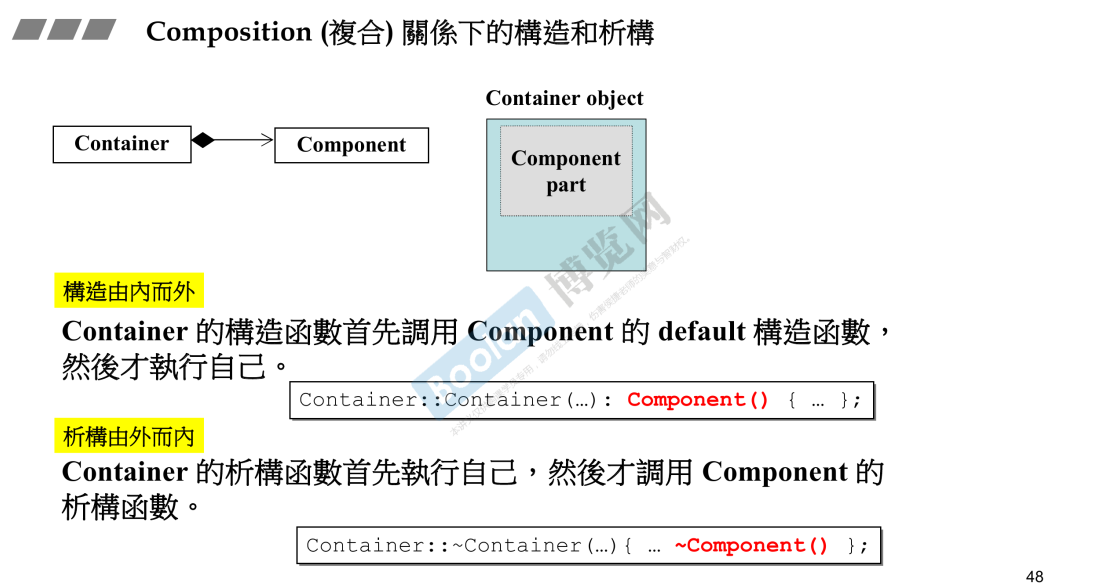 Composition (複合) 關係下的構造和析構
Container object
Container
Component
Component
part
構造由內而外
Container 的構造函數首先調用 Component 的 default 構造函數，
然後才執行自己。
Container::Container(…): Component() { … };
析構由外而內
Container 的析構函數首先執行自己，然後才調用 Component 的
析構函數。
Container::~Container(…){ … ~Component() };
Boolan 博览网
48